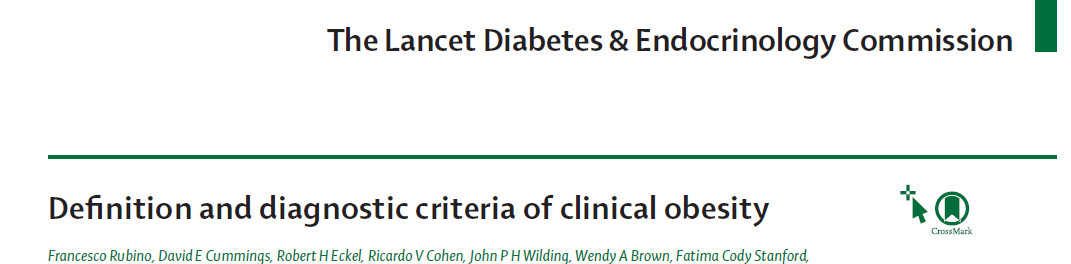 The Lancet Diabetes & Endocrinology Commission
Definition and diagnostic criteria of clinical obesity
CrossMark
Francesco Rubino, David E Cummings, Robert H Eckel, Ricardo V Cohen, John P H Wilding, Wendy A Brown, Fatima Cody Stanford,